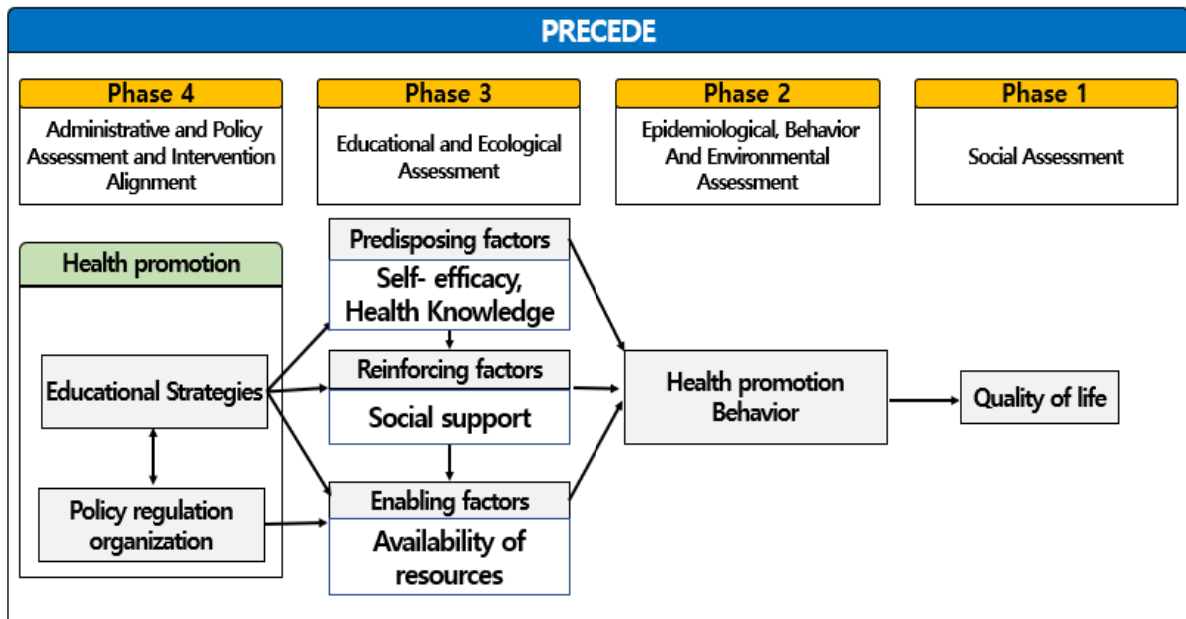 PRECEDE
Phase 4
Administrative and Policy
Assessment and Intervention
Alignment
Phase 3
Educational and Ecological
Assessment
Phase 2
Epidemiological, Behavior
And Environmental
Assessment
Phase 1
Social Assessment
Health promotion
Educational Strategies
Policy regulation
organization
Predisposing factors
Self- efficacy,
Health Knowledge
Reinforcing factors
Social support
Enabling factors
Availability of
resources
Health promotion
Behavior
Quality of life